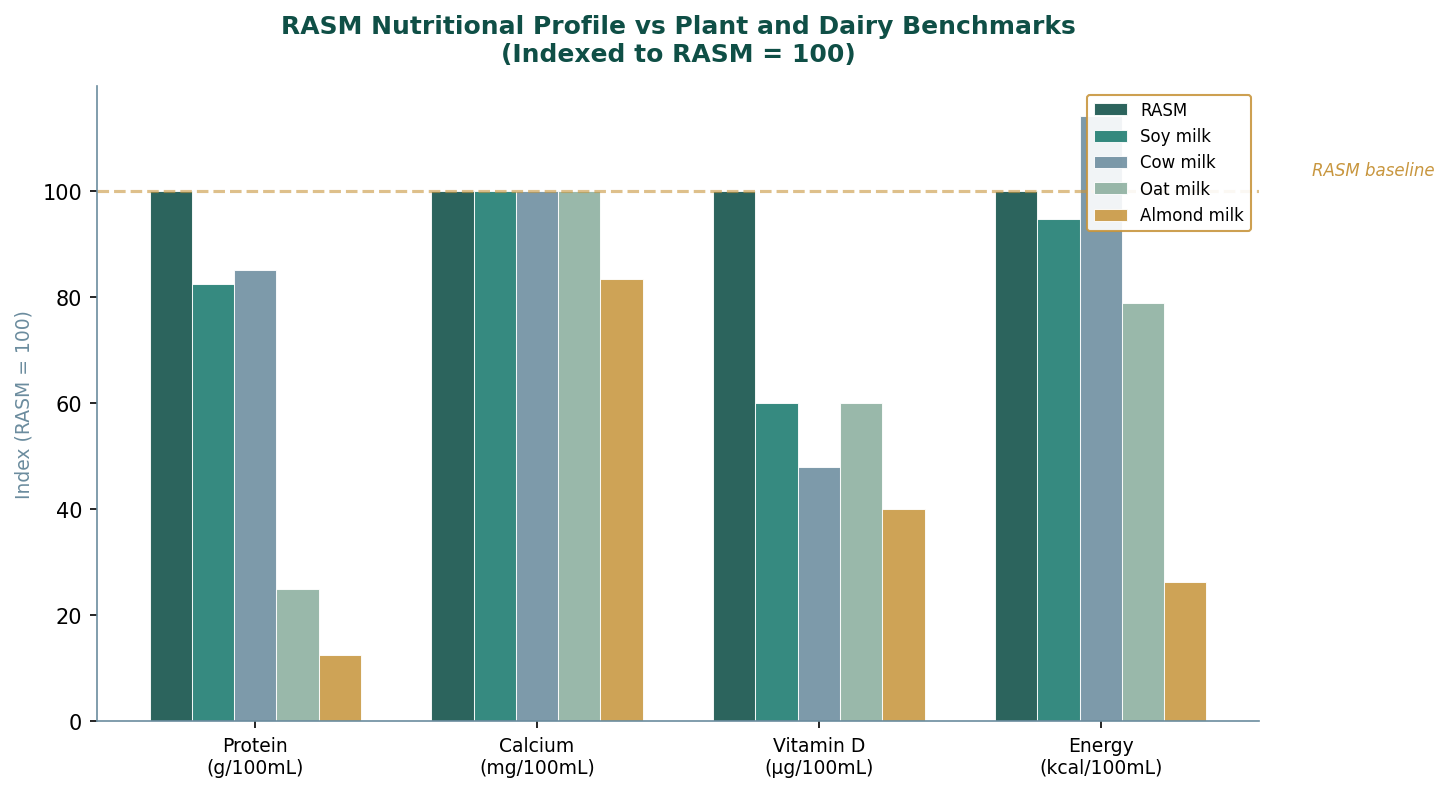 RASM Nutritional Profile vs Plant and Dairy Benchmarks
(Indexed to RASM = 100)
RASM
Soy milk
Cow milk
Oat milk
Almond milk
RASM baseline
Index (RASM = 100)
100
80
60
40
20
0
Protein
(g/100mL)
Calcium
(mg/100mL)
Vitamin D
(µg/100mL)
Energy
(kcal/100mL)